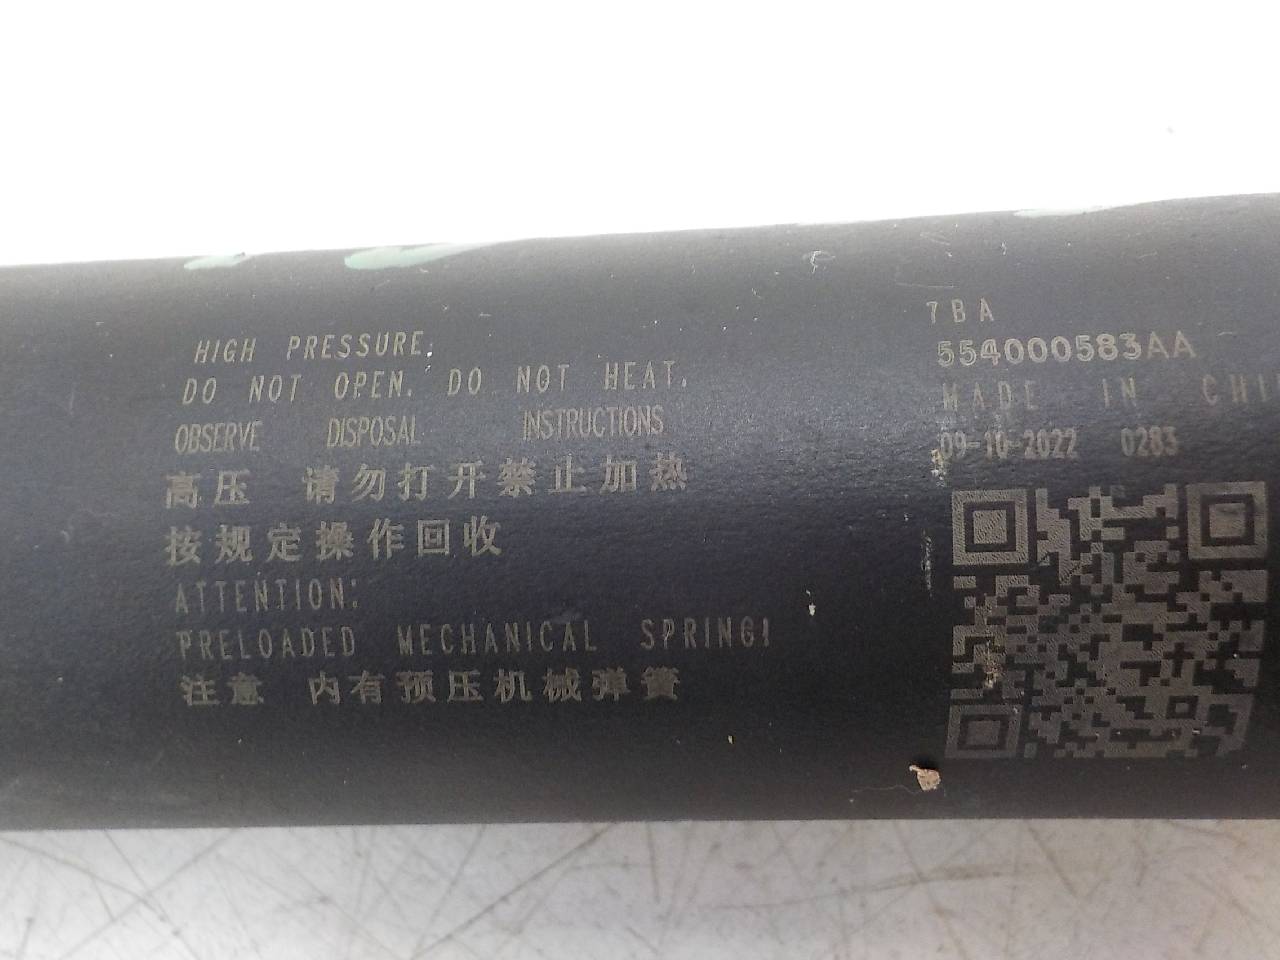 HIGH PRESSURE.
DO NOT OPEN. DO NOT HEAT.
OBSERVE DISPOSAL INSTRUCTIONS
高压 请勿打开禁止加热
按规定操作回收
ATTENTION:
PRELOADED MECHANICAL SPRING!
注意 内有预压机械弹簧
7BA
554000583AA
MADE IN CHI
09-10-2022 0283